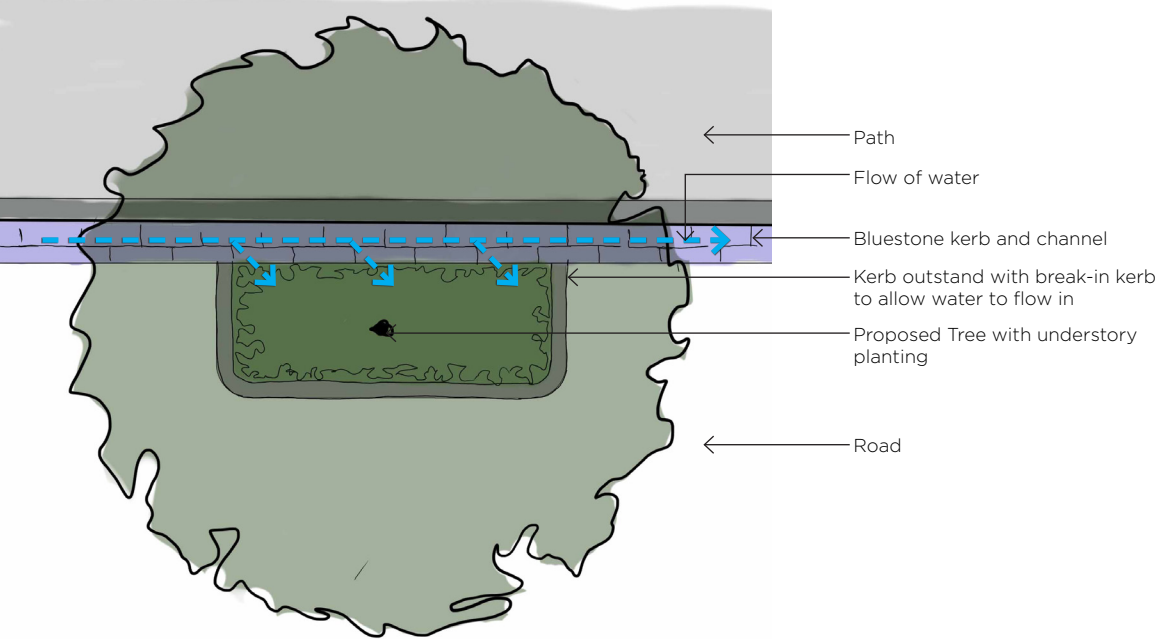 Path
Flow of water
Bluestone kerb and channel
Kerb outstand with break-in kerb
to allow water to flow in
Proposed Tree with understory
planting
Road